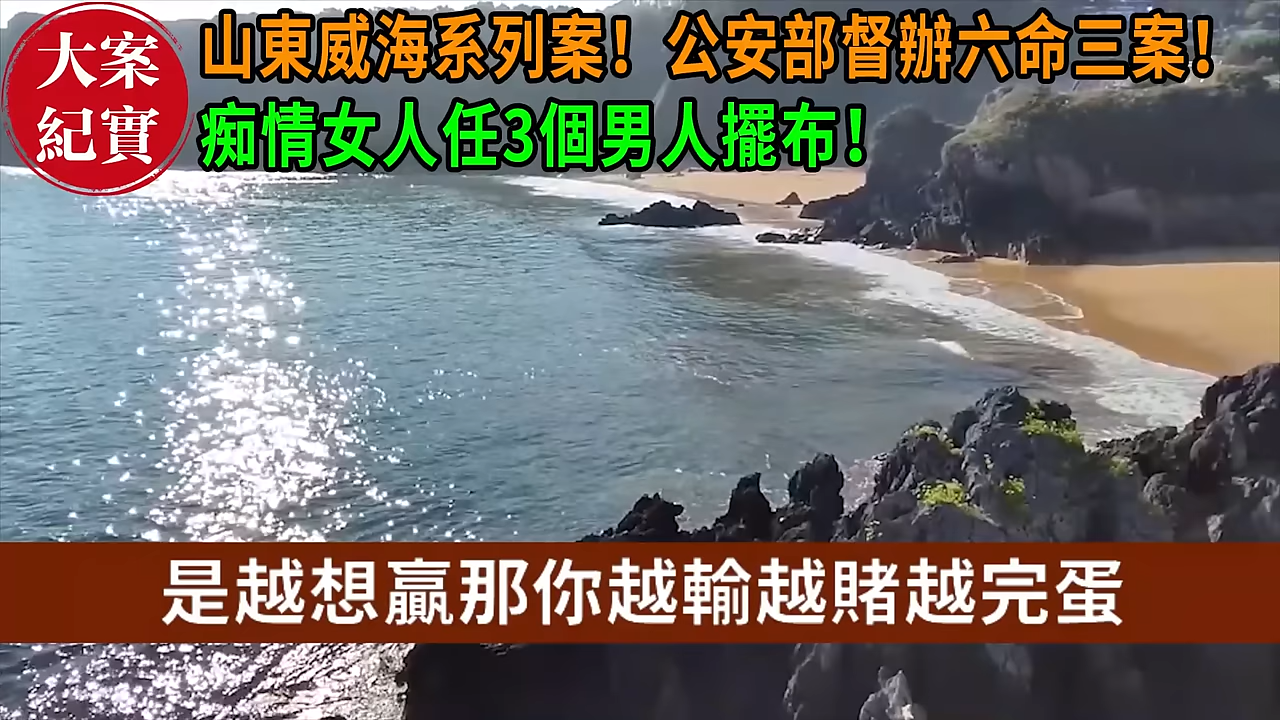 大案
紀實
山東威海系列案！公安部督辦六命三案！
痴情女人任3個男人擺布！
是越想贏那你越輸越賭越完蛋